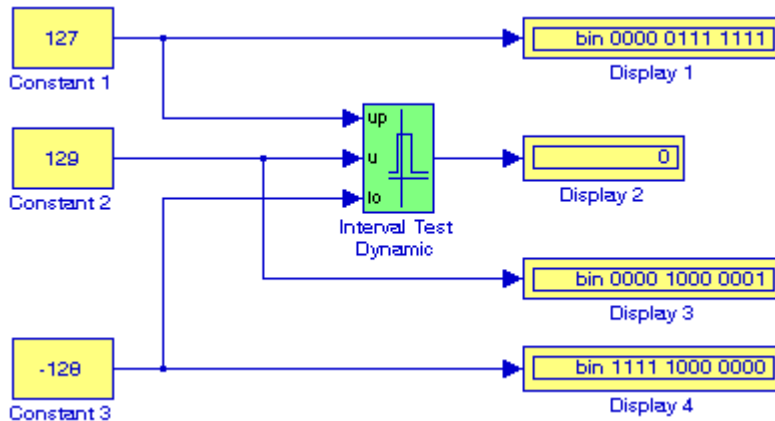 127
Constant 1
bin 0000 0111 1111
Display 1
up
u
lo
Interval Test
Dynamic
129
Constant 2
0
Display 2
bin 0000 1000 0001
Display 3
-128
Constant 3
bin 1111 1000 0000
Display 4